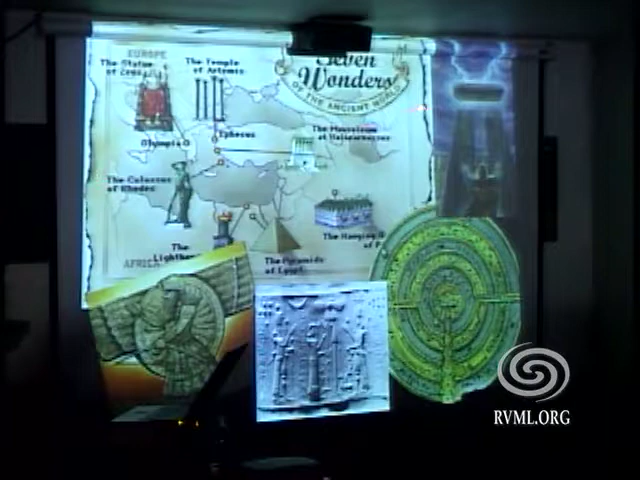 EUROPE
The Statue
of Zeus
The Temple
of Artemis
Seven
Wonders
OF THE ANCIENT WORLD
Olympia
Ephesus
The Mausoleum
at Halicarnassus
The Colossus
of Rhodes
The
AFRICA
The Pyramids
of Egypt
The Hanging
of
RVML.ORG